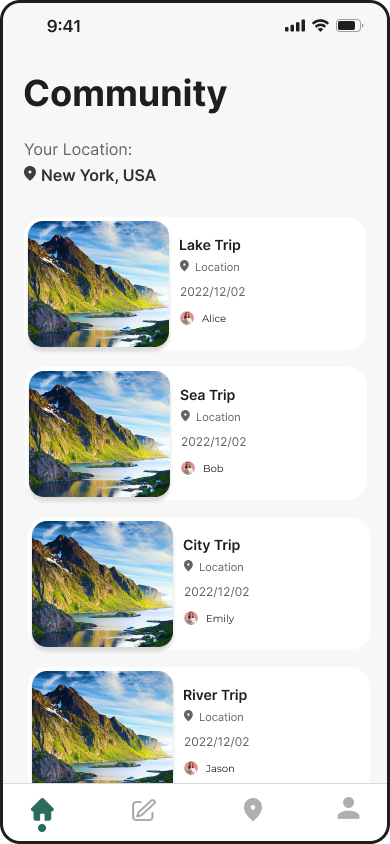 9:41
Community
Your Location:
New York, USA
Lake Trip
Location
2022/12/02
Alice
Sea Trip
Location
2022/12/02
Bob
City Trip
Location
2022/12/02
Emily
River Trip
Location
2022/12/02
Jason